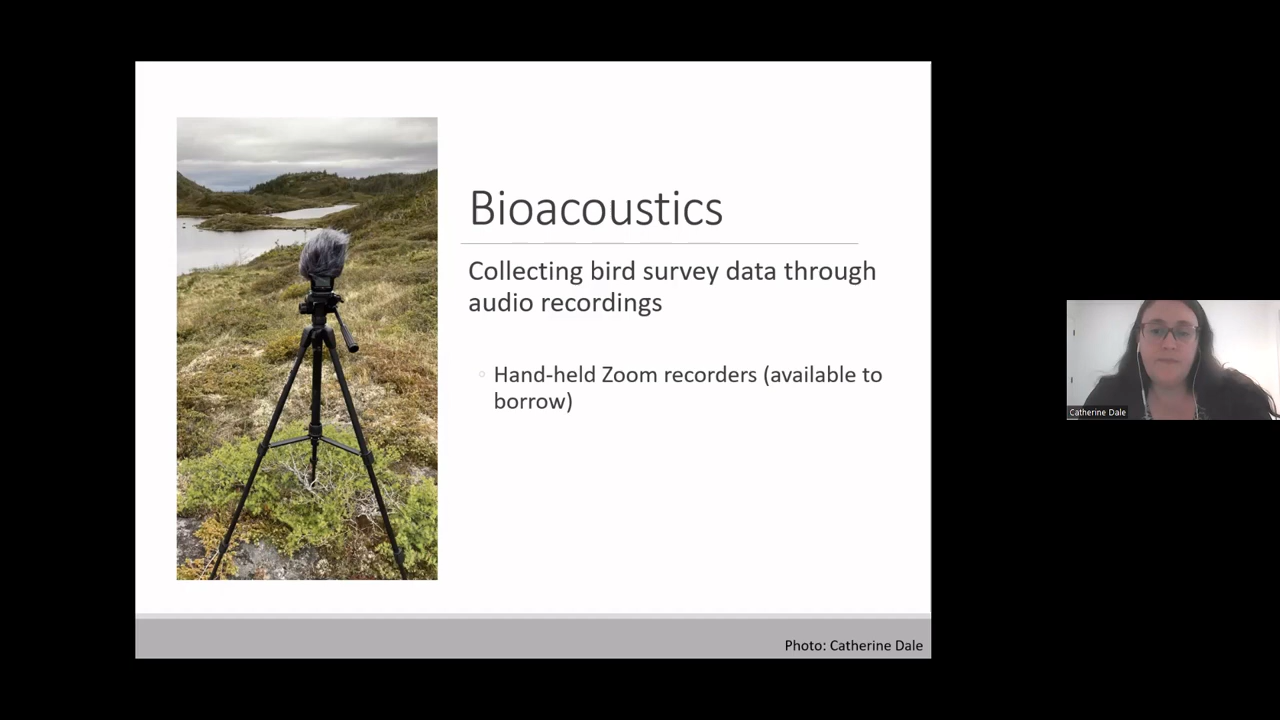 Bioacoustics
Collecting bird survey data through
audio recordings
Hand-held Zoom recorders (available to
borrow)
Photo: Catherine Dale
Catherine Dale